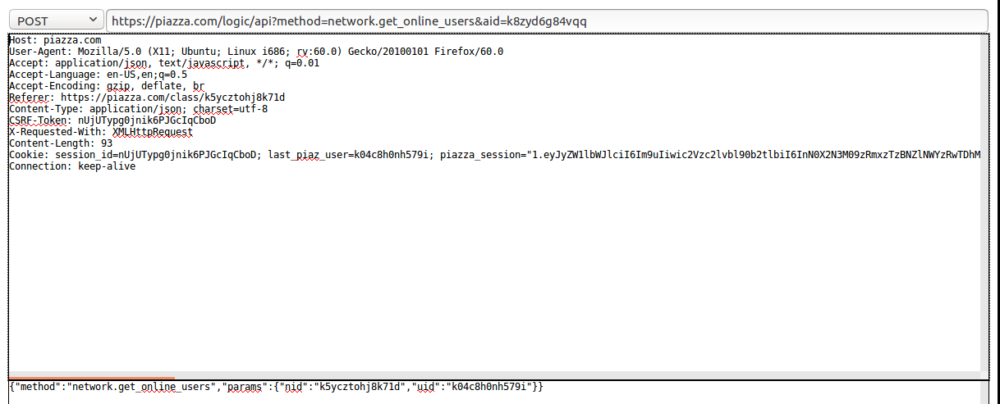 POST https://piazza.com/logic/api?method=network.get_online_users&aid=k8zyd6g84vqq
Host: piazza.com
User-Agent: Mozilla/5.0 (X11; Ubuntu; Linux i686; rv:60.0) Gecko/20100101 Firefox/60.0
Accept: application/json, text/javascript, */*; q=0.01
Accept-Language: en-US,en;q=0.5
Accept-Encoding: gzip, deflate, br
Referer: https://piazza.com/class/k5ycztohj8k71d
Content-Type: application/json; charset=utf-8
CSRF-Token: nUjUTypg0jnik6PJGcIqCboD
X-Requested-With: XMLHttpRequest
Content-Length: 93
Cookie: session_id=nUjUTypg0jnik6PJGcIqCboD; last_piaz_user=k04c8h0nh579i; piazza_session="1.eyJyZW1lbWJlciI6Im9uIiwic2Vzc2lvbl90b2tlbiI6InN0X2N3M09zRmxzTzBNZlNWYzRwTDhM
Connection: keep-alive
{"method":"network.get_online_users","params":{"nid":"k5ycztohj8k71d","uid":"k04c8h0nh579i"}}